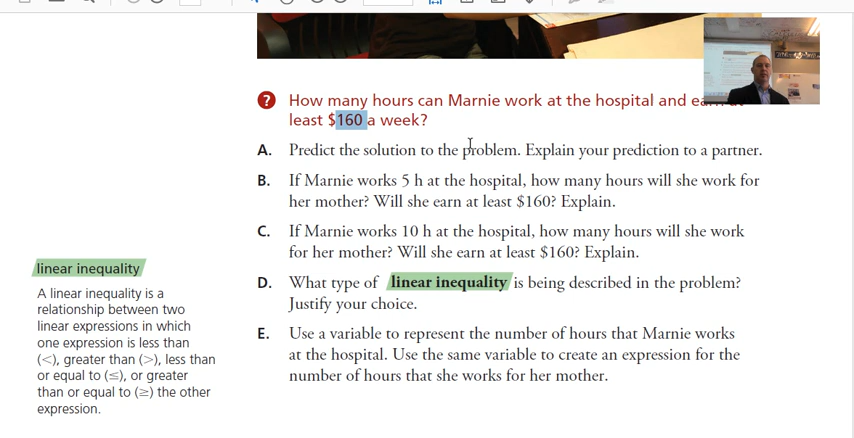 ? How many hours can Marnie work at the hospital and ea
least $160 a week?
A. Predict the solution to the problem. Explain your prediction to a partner.
B. If Marnie works 5 h at the hospital, how many hours will she work for
her mother? Will she earn at least $160? Explain.
C. If Marnie works 10 h at the hospital, how many hours will she work
for her mother? Will she earn at least $160? Explain.
D. What type of linear inequality is being described in the problem?
Justify your choice.
E. Use a variable to represent the number of hours that Marnie works
at the hospital. Use the same variable to create an expression for the
number of hours that she works for her mother.
linear inequality
A linear inequality is a
relationship between two
linear expressions in which
one expression is less than
(<), greater than (>), less than
or equal to (≤), or greater
than or equal to (≥) the other
expression.